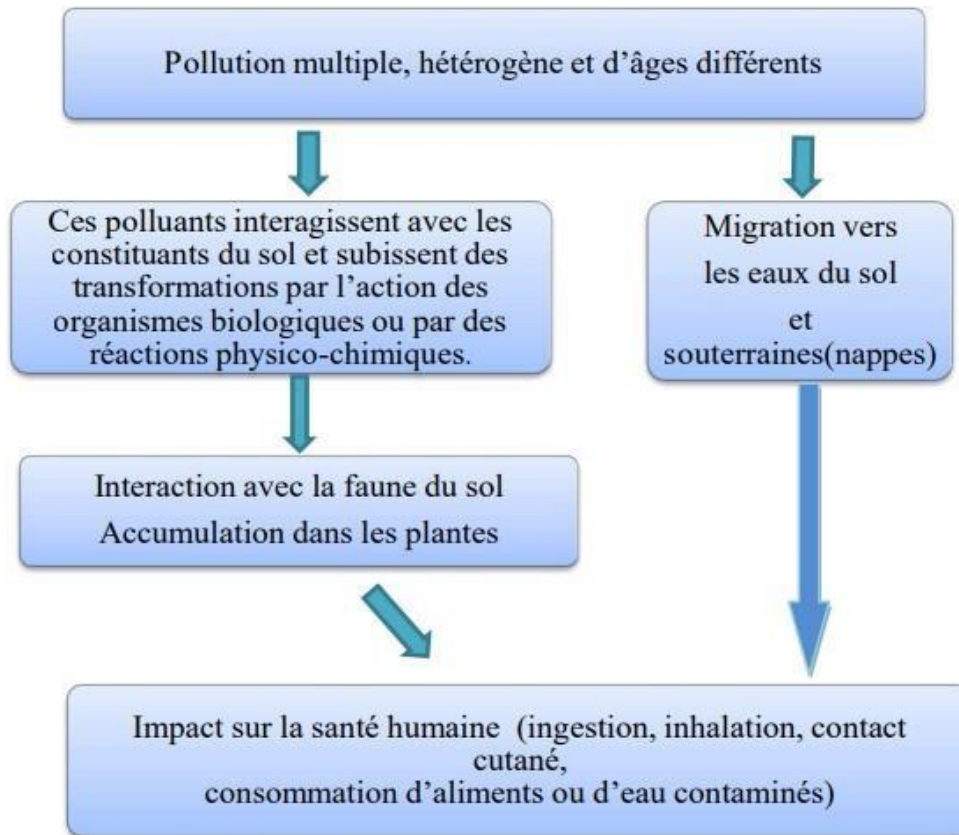 Pollution multiple, hétérogène et d’âges différents
Ces polluants interagissent avec les
constituants du sol et subissent des
transformations par l’action des
organismes biologiques ou par des
réactions physico-chimiques.
Migration vers
les eaux du sol
et
souterraines(nappes)
Interaction avec la faune du sol
Accumulation dans les plantes
Impact sur la santé humaine (ingestion, inhalation, contact
cutané,
consommation d’aliments ou d’eau contaminés)